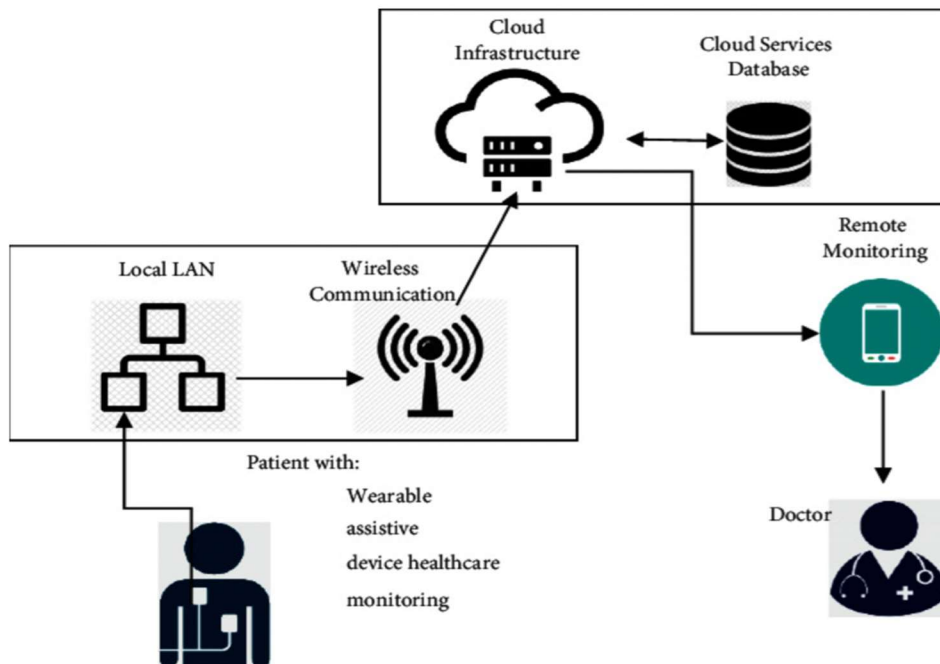 Cloud
Infrastructure
Cloud Services
Database
Local LAN
Wireless
Communication
Remote
Monitoring
Patient with:
Wearable
assistive
device healthcare
monitoring
Doctor